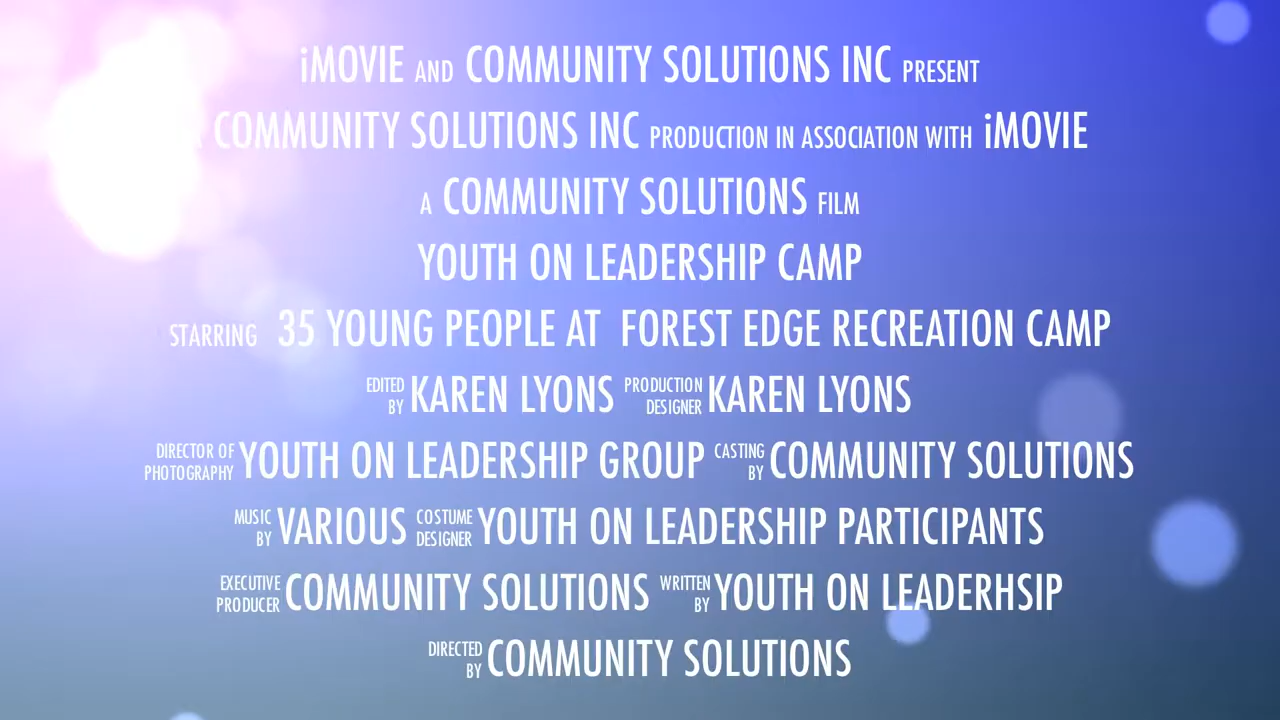 iMOVIE AND COMMUNITY SOLUTIONS INC PRESENT
A COMMUNITY SOLUTIONS INC PRODUCTION IN ASSOCIATION WITH iMOVIE
A COMMUNITY SOLUTIONS FILM
YOUTH ON LEADERSHIP CAMP
STARRING 35 YOUNG PEOPLE AT FOREST EDGE RECREATION CAMP
EDITED BY KAREN LYONS PRODUCTION DESIGNER KAREN LYONS
DIRECTOR OF PHOTOGRAPHY YOUTH ON LEADERSHIP GROUP CASTING BY COMMUNITY SOLUTIONS
MUSIC BY VARIOUS COSTUME DESIGNER YOUTH ON LEADERSHIP PARTICIPANTS
EXECUTIVE PRODUCER COMMUNITY SOLUTIONS WRITTEN BY YOUTH ON LEADERHSIP
DIRECTED BY COMMUNITY SOLUTIONS